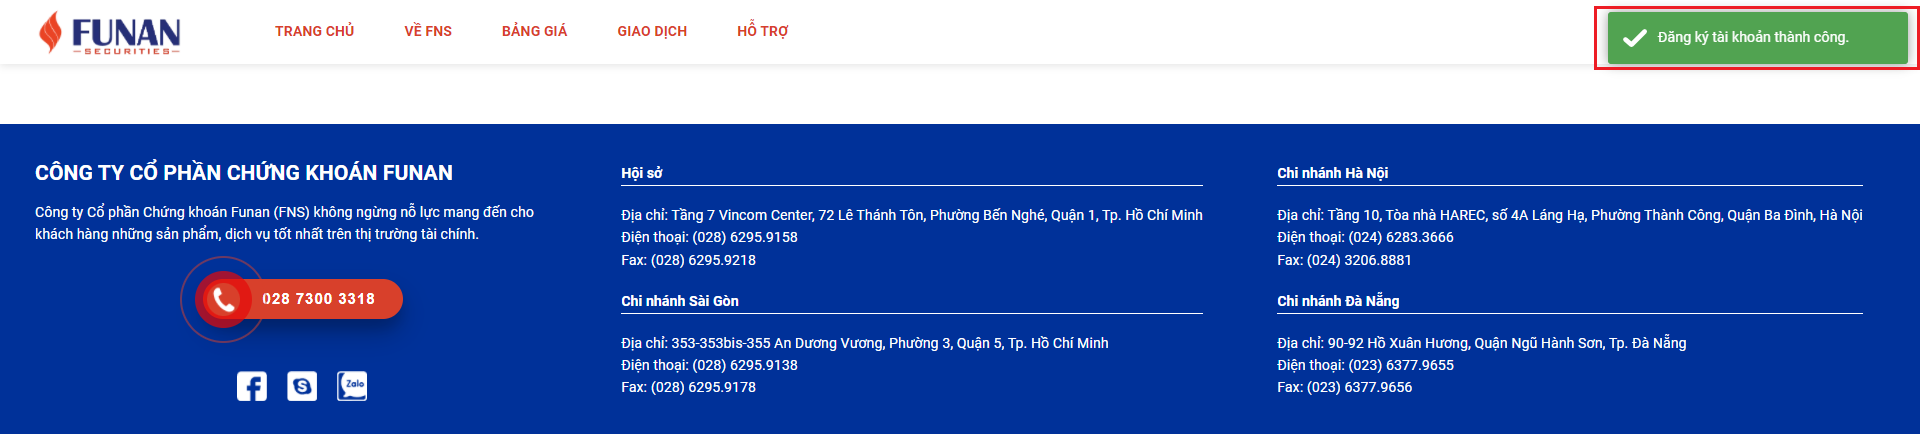 FUNAN
SECURITIES
TRANG CHỦ
VỀ FNS
BẢNG GIÁ
GIAO DỊCH
HỖ TRỢ
Đăng ký tài khoản thành công.
CÔNG TY CỔ PHẦN CHỨNG KHOÁN FUNAN
Công ty Cổ phần Chứng khoán Funan (FNS) không ngừng nỗ lực mang đến cho
khách hàng những sản phẩm, dịch vụ tốt nhất trên thị trường tài chính.
028 7300 3318
Zalo
Hội sở
Địa chỉ: Tầng 7 Vincom Center, 72 Lê Thánh Tôn, Phường Bến Nghé, Quận 1, Tp. Hồ Chí Minh
Điện thoại: (028) 6295.9158
Fax: (028) 6295.9218
Chi nhánh Sài Gòn
Địa chỉ: 353-353bis-355 An Dương Vương, Phường 3, Quận 5, Tp. Hồ Chí Minh
Điện thoại: (028) 6295.9138
Fax: (028) 6295.9178
Chi nhánh Hà Nội
Địa chỉ: Tầng 10, Tòa nhà HAREC, số 4A Láng Hạ, Phường Thành Công, Quận Ba Đình, Hà Nội
Điện thoại: (024) 6283.3666
Fax: (024) 3206.8881
Chi nhánh Đà Nẵng
Địa chỉ: 90-92 Hồ Xuân Hương, Quận Ngũ Hành Sơn, Tp. Đà Nẵng
Điện thoại: (023) 6377.9655
Fax: (023) 6377.9656